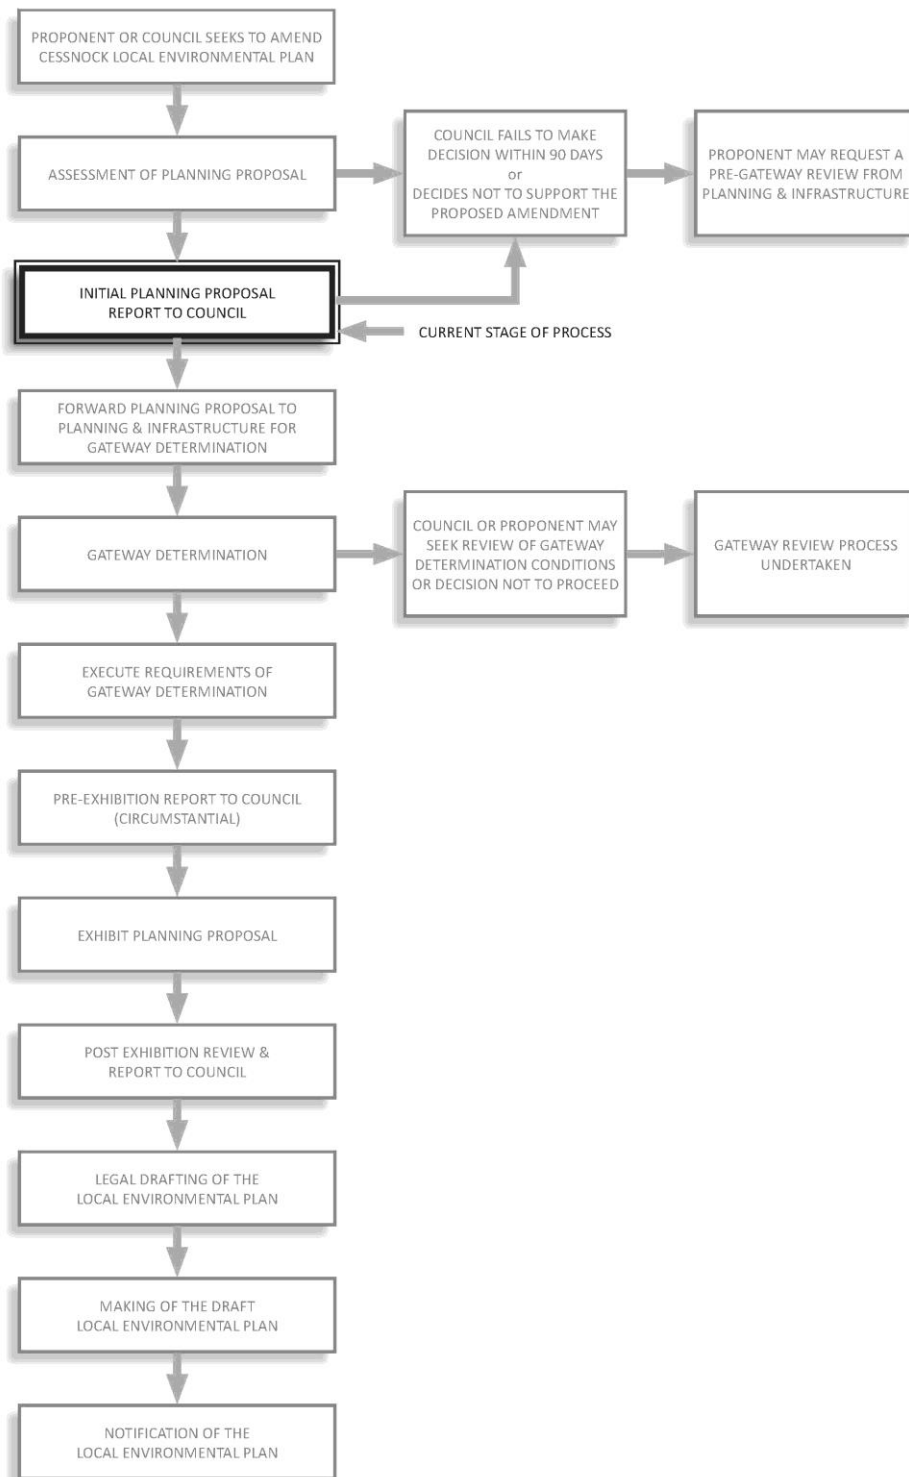 PROPONENT OR COUNCIL SEEKS TO AMEND
CESSNOCK LOCAL ENVIRONMENTAL PLAN
ASSESSMENT OF PLANNING PROPOSAL
COUNCIL FAILS TO MAKE
DECISION WITHIN 90 DAYS
or
DECIDES NOT TO SUPPORT THE
PROPOSED AMENDMENT
PROPONENT MAY REQUEST A
PRE-GATEWAY REVIEW FROM
PLANNING & INFRASTRUCTURE
INITIAL PLANNING PROPOSAL
REPORT TO COUNCIL
CURRENT STAGE OF PROCESS
FORWARD PLANNING PROPOSAL TO
PLANNING & INFRASTRUCTURE FOR
GATEWAY DETERMINATION
GATEWAY DETERMINATION
COUNCIL OR PROPONENT MAY
SEEK REVIEW OF GATEWAY
DETERMINATION CONDITIONS
OR DECISION NOT TO PROCEED
GATEWAY REVIEW PROCESS
UNDERTAKEN
EXECUTE REQUIREMENTS OF
GATEWAY DETERMINATION
PRE-EXHIBITION REPORT TO COUNCIL
(CIRCUMSTANTIAL)
EXHIBIT PLANNING PROPOSAL
POST EXHIBITION REVIEW &
REPORT TO COUNCIL
LEGAL DRAFTING OF THE
LOCAL ENVIRONMENTAL PLAN
MAKING OF THE DRAFT
LOCAL ENVIRONMENTAL PLAN
NOTIFICATION OF THE
LOCAL ENVIRONMENTAL PLAN